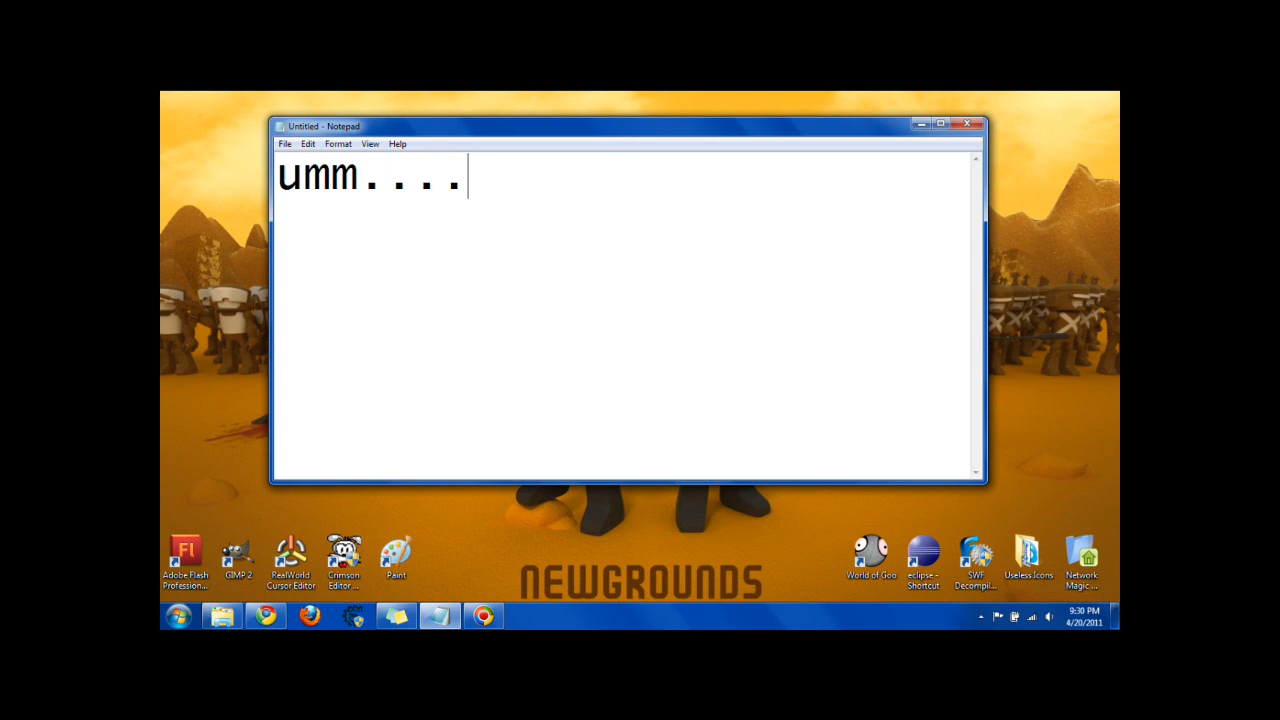 Untitled - Notepad
File Edit Format View Help
umm....
Adobe Flash
Profession...
GIMP 2
RealWorld
Cursor Editor
Crimson
Editor ...
Paint
NEWGROUNDS
World of Goo
eclipse -
Shortcut
SWF
Decompil...
Useless Icons
Network
Magic ...
9:30 PM
4/20/2011